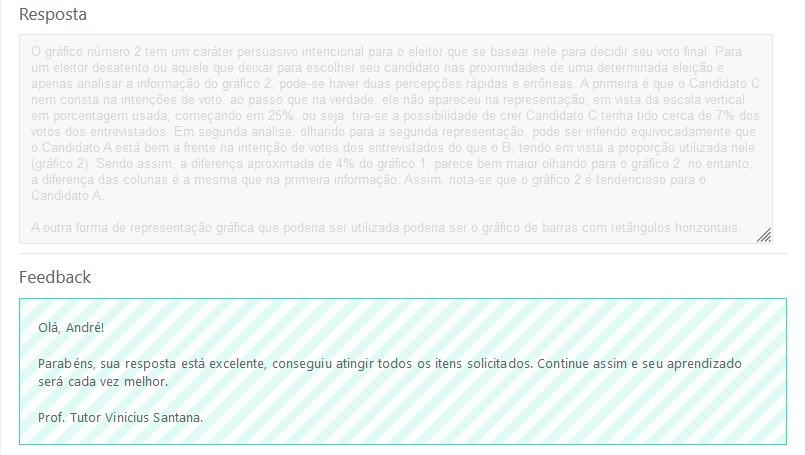 Resposta
O gráfico número 2 tem um caráter persuasivo intencional para o eleitor que se basear nele para decidir seu voto final. Para
um eleitor desatento ou aquele que deixar para escolher seu candidato nas proximidades de uma determinada eleição e
apenas analisar a informação do gráfico 2, pode-se haver duas percepções rápidas e errôneas. A primeira é que o Candidato C
nem consta na intenções de voto, ao passo que na verdade, ele não apareceu na representação, em vista da escala vertical
em porcentagem usada, começando em 25%, ou seja, tira-se a possibilidade de crer Candidato C tenha tido cerca de 7% dos
votos dos entrevistados. Em segunda análise, olhando para a segunda representação, pode ser inferido equivocadamente que
o Candidato A está bem a frente na intenção de votos dos entrevistados do que o B, tendo em vista a proporção utilizada nele
(gráfico 2). Sendo assim, a diferença aproximada de 4% do gráfico 1, parece bem maior olhando para o gráfico 2, no entanto,
a diferença das colunas é a mesma que na primeira informação. Assim, nota-se que o gráfico 2 é tendencioso para o
Candidato A.
A outra forma de representação gráfica que poderia ser utilizada poderia ser o gráfico de barras com retângulos horizontais.
Feedback
Olá, André!
Parabéns, sua resposta está excelente, conseguiu atingir todos os itens solicitados. Continue assim e seu aprendizado
será cada vez melhor.
Prof. Tutor Vinicius Santana.